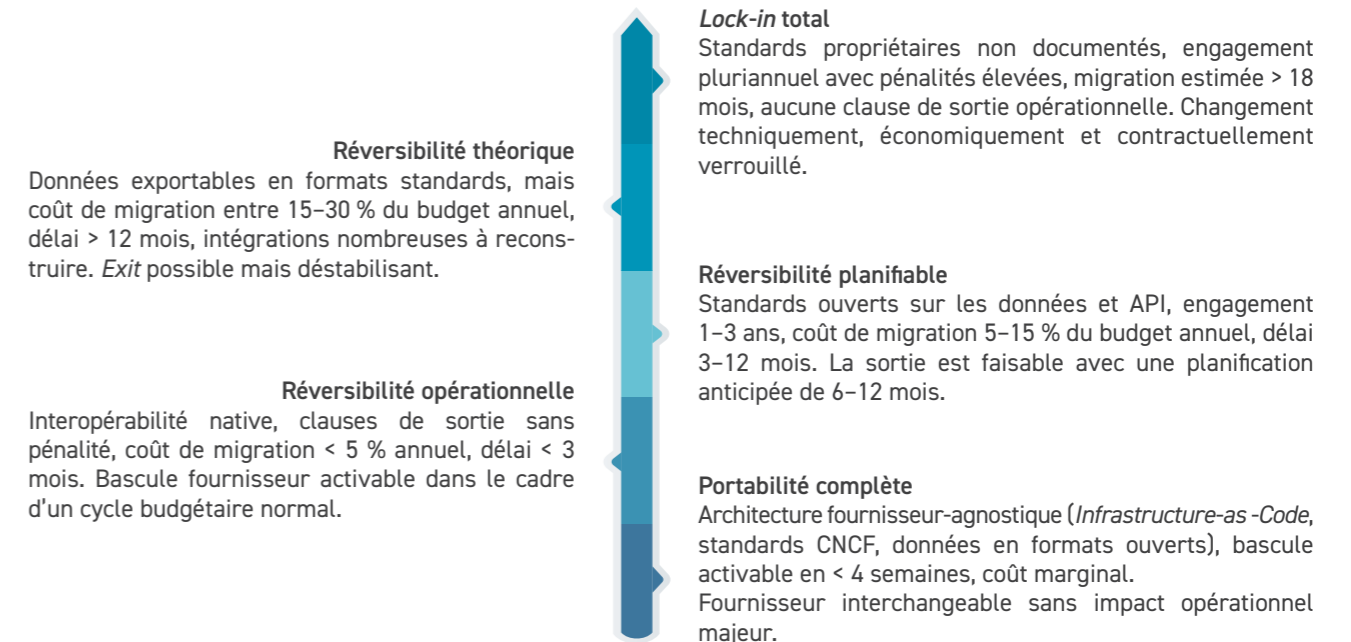 Lock-in total
Standards propriétaires non documentés, engagement
pluriannuel avec pénalités élevées, migration estimée > 18
mois, aucune clause de sortie opérationnelle. Changement
techniquement, économiquement et contractuellement
verrouillé.
Réversibilité théorique
Données exportables en formats standards, mais
coût de migration entre 15–30 % du budget annuel,
délai > 12 mois, intégrations nombreuses à recons-
truire. Exit possible mais déstabilisant.
Réversibilité planifiable
Standards ouverts sur les données et API, engagement
1–3 ans, coût de migration 5–15 % du budget annuel, délai
3–12 mois. La sortie est faisable avec une planification
anticipée de 6–12 mois.
Réversibilité opérationnelle
Interopérabilité native, clauses de sortie sans
pénalité, coût de migration < 5 % annuel, délai < 3
mois. Bascule fournisseur activable dans le cadre
d'un cycle budgétaire normal.
Portabilité complète
Architecture fournisseur-agnostique (Infrastructure-as -Code,
standards CNCF, données en formats ouverts), bascule
activable en < 4 semaines, coût marginal.
Fournisseur interchangeable sans impact opérationnel
majeur.